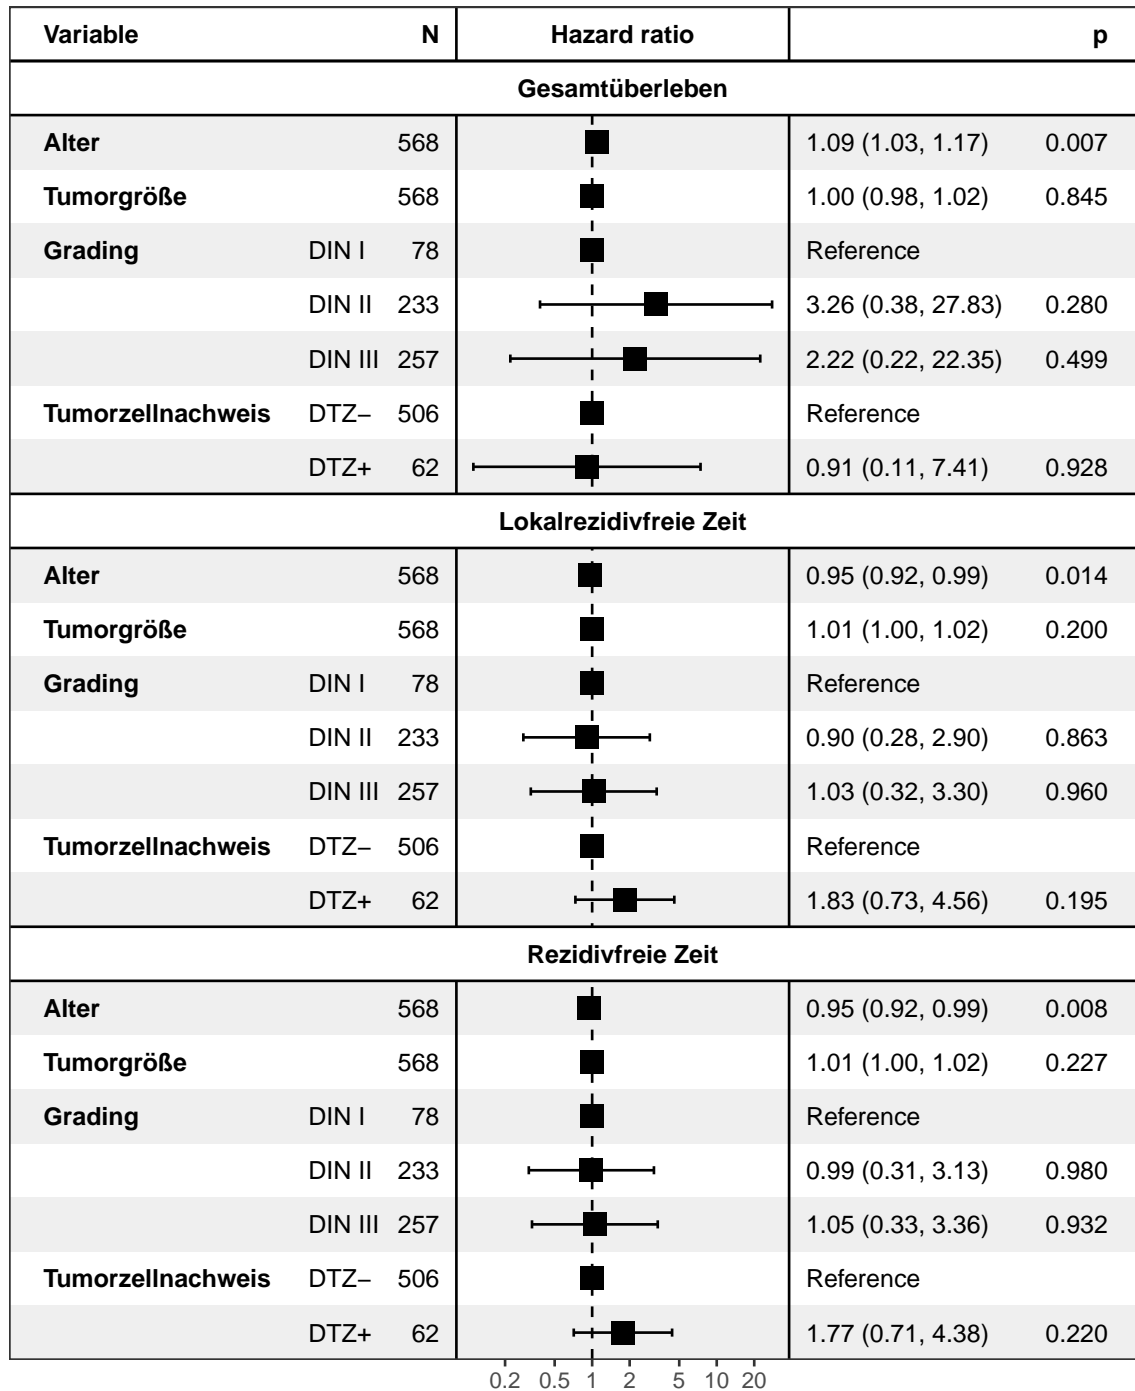 Variable N Hazard ratio p
Gesamtüberleben
Alter 568 1.09 (1.03, 1.17) 0.007
Tumorgröße 568 1.00 (0.98, 1.02) 0.845
Grading DIN I 78 Reference
DIN II 233 3.26 (0.38, 27.83) 0.280
DIN III 257 2.22 (0.22, 22.35) 0.499
Tumorzellnachweis DTZ− 506 Reference
DTZ+ 62 0.91 (0.11, 7.41) 0.928
Lokalrezidivfreie Zeit
Alter 568 0.95 (0.92, 0.99) 0.014
Tumorgröße 568 1.01 (1.00, 1.02) 0.200
Grading DIN I 78 Reference
DIN II 233 0.90 (0.28, 2.90) 0.863
DIN III 257 1.03 (0.32, 3.30) 0.960
Tumorzellnachweis DTZ− 506 Reference
DTZ+ 62 1.83 (0.73, 4.56) 0.195
Rezidivfreie Zeit
Alter 568 0.95 (0.92, 0.99) 0.008
Tumorgröße 568 1.01 (1.00, 1.02) 0.227
Grading DIN I 78 Reference
DIN II 233 0.99 (0.31, 3.13) 0.980
DIN III 257 1.05 (0.33, 3.36) 0.932
Tumorzellnachweis DTZ− 506 Reference
DTZ+ 62 1.77 (0.71, 4.38) 0.220
0.2 0.5 1 2 5 10 20